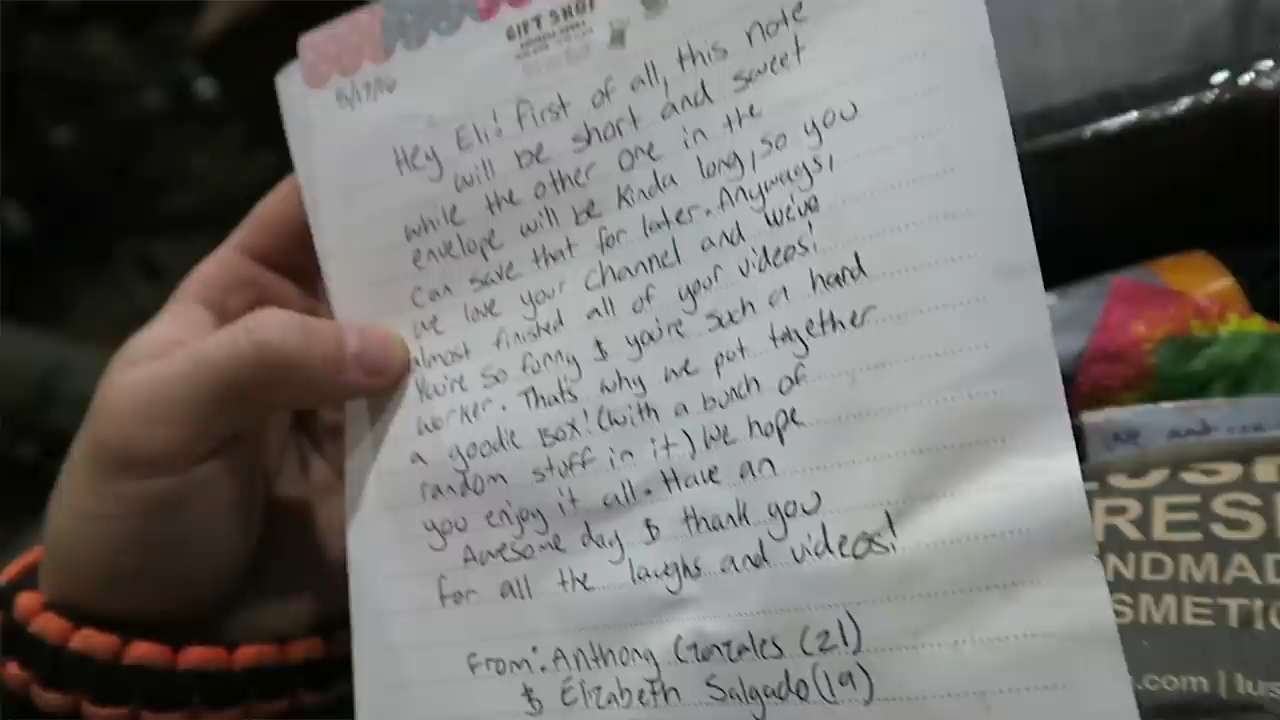 GIFT SHOP
Hey Eli! First of all, this note
will be short and sweet
while the other one in the
envelope will be kinda long, so you
can save that for later. Anyways,
we love your channel and we've
almost finished all of your videos!
You're so funny & you're such a hard
worker. That's why we put together
a goodie Box! (with a bunch of
random stuff in it) We hope
you enjoy it all. Have an
Awesome day & thank you
for all the laughs and videos!
From: Anthony Gonzales (21)
& Elizabeth Salgado (19)
LUSH
FRESH
HANDMADE
COSMETICS
.com | lus